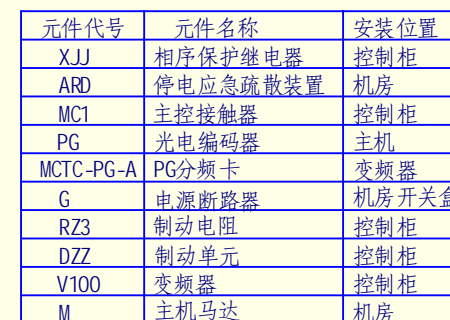 元件代号 元件名称 安装位置
XJJ 相序保护继电器 控制柜
ARD 停电应急疏散装置 机房
MC1 主控接触器 控制柜
PG 光电编码器 主机
MCTC-PG-A PG分频卡 变频器
G 电源断路器 机房开关盒
RZ3 制动电阻 控制柜
DZZ 制动单元 控制柜
V100 变频器 控制柜
M 主机马达 机房